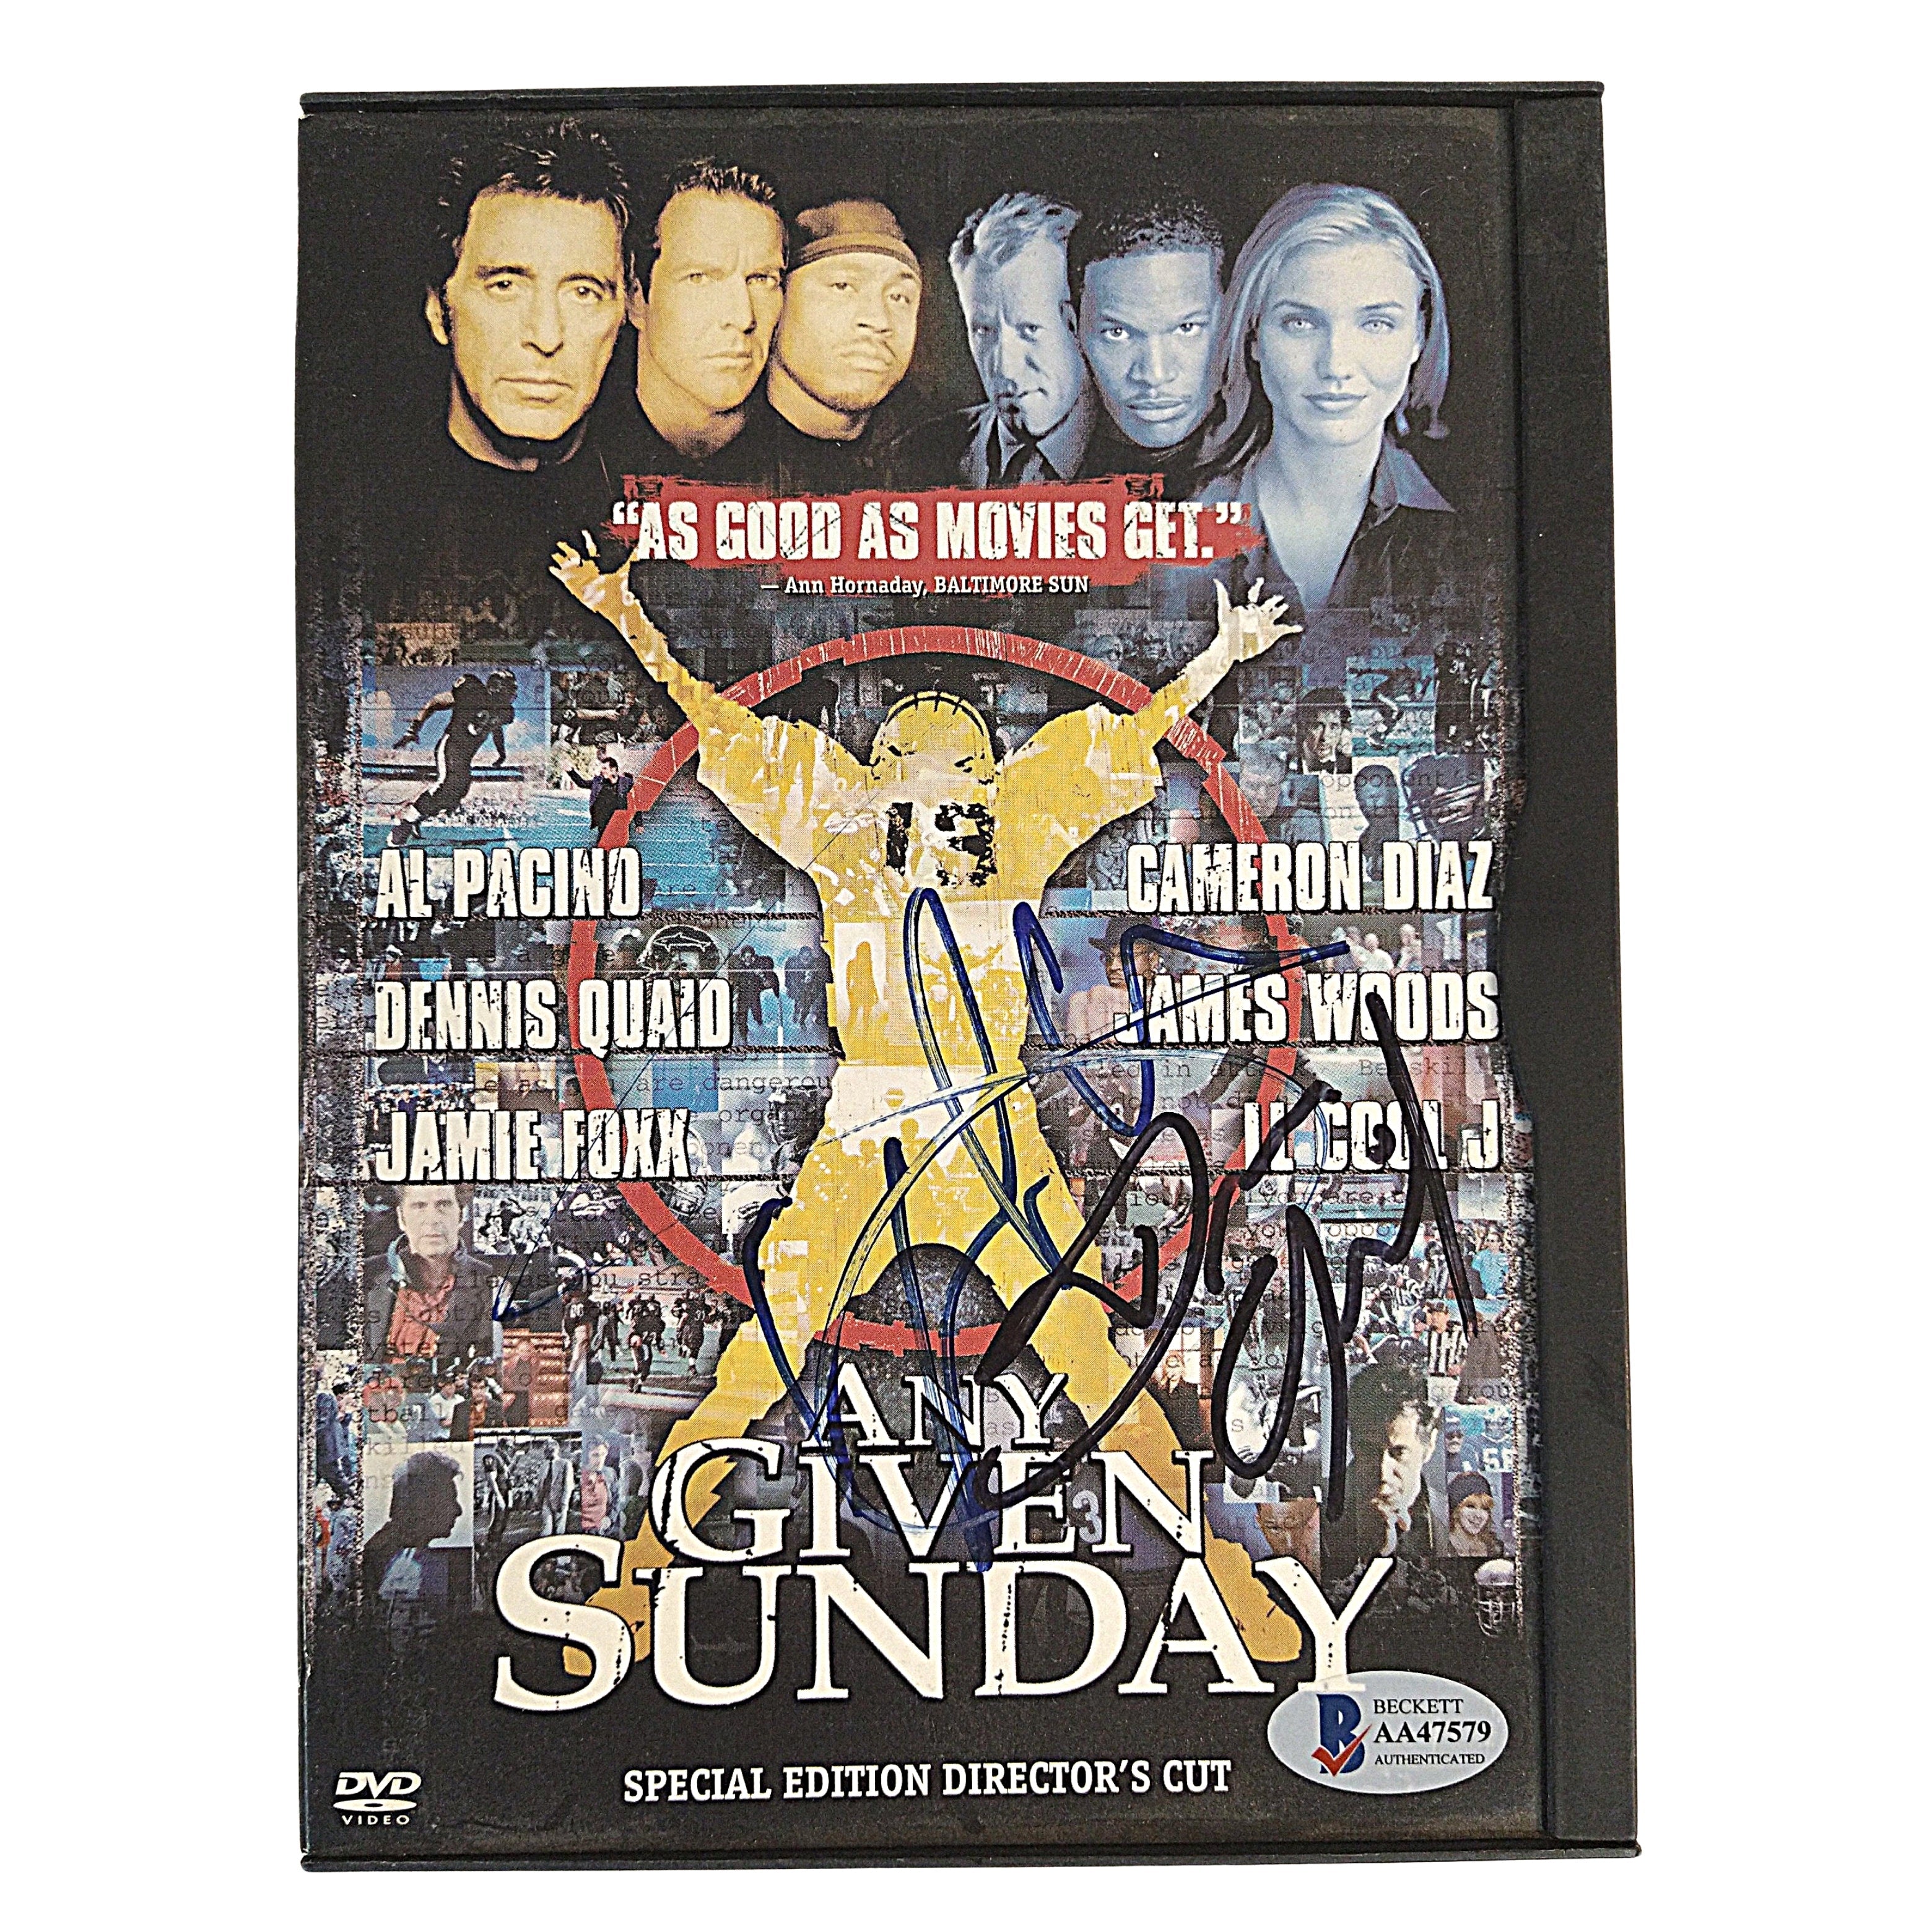 “AS GOOD AS MOVIES GET.”
— Ann Hornaday, BALTIMORE SUN
13
AL PACINO
CAMERON DIAZ
DENNIS QUAID
JAMES WOODS
JAMIE FOXX
LL COOL J
ANY
GIVEN
SUNDAY
BECKETT
AA47579
AUTHENTICATED
SPECIAL EDITION DIRECTOR’S CUT
DVD
VIDEO